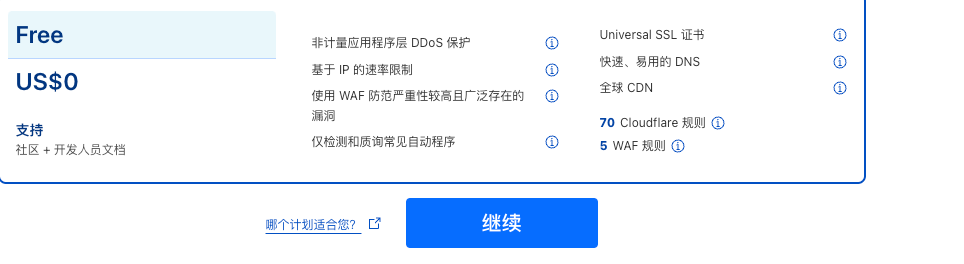 Free
US$0
支持
社区 + 开发人员文档
非计量应用程序层 DDoS 保护
基于 IP 的速率限制
使用 WAF 防范严重性较高且广泛存在的
漏洞
仅检测和质询常见自动程序
Universal SSL 证书
快速、易用的 DNS
全球 CDN
70 Cloudflare 规则
5 WAF 规则
哪个计划适合您?
继续